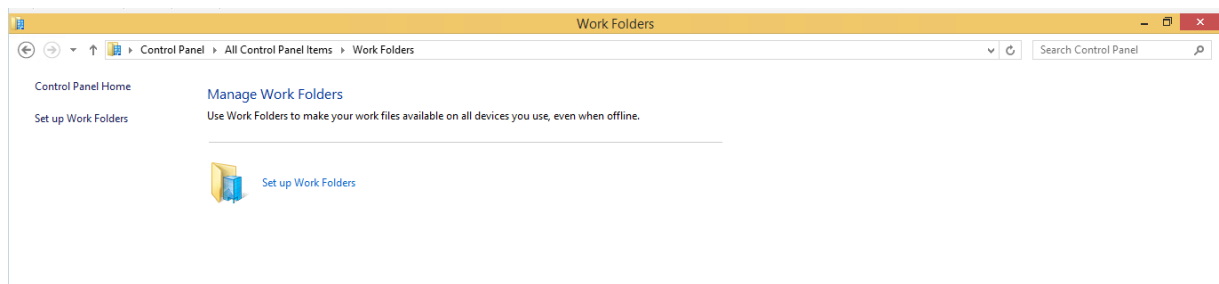 Work Folders
Control Panel ▸ All Control Panel Items ▸ Work Folders
Search Control Panel
Control Panel Home
Set up Work Folders
Manage Work Folders
Use Work Folders to make your work files available on all devices you use, even when offline.
Set up Work Folders